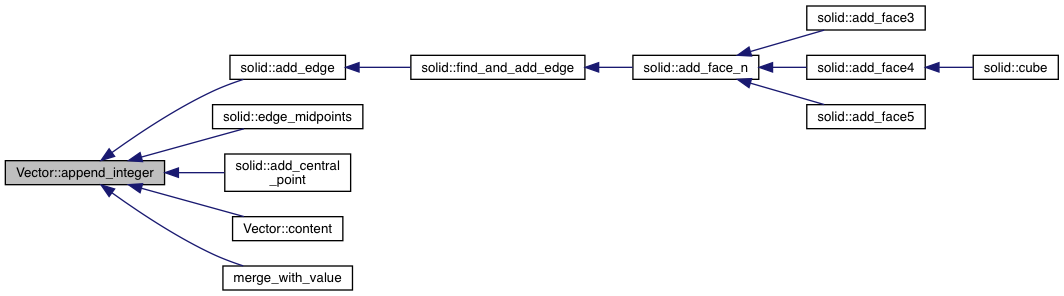 Vector::append_integer
solid::add_edge
solid::find_and_add_edge
solid::add_face_n
solid::add_face3
solid::add_face4
solid::cube
solid::add_face5
solid::edge_midpoints
solid::add_central
_point
Vector::content
merge_with_value